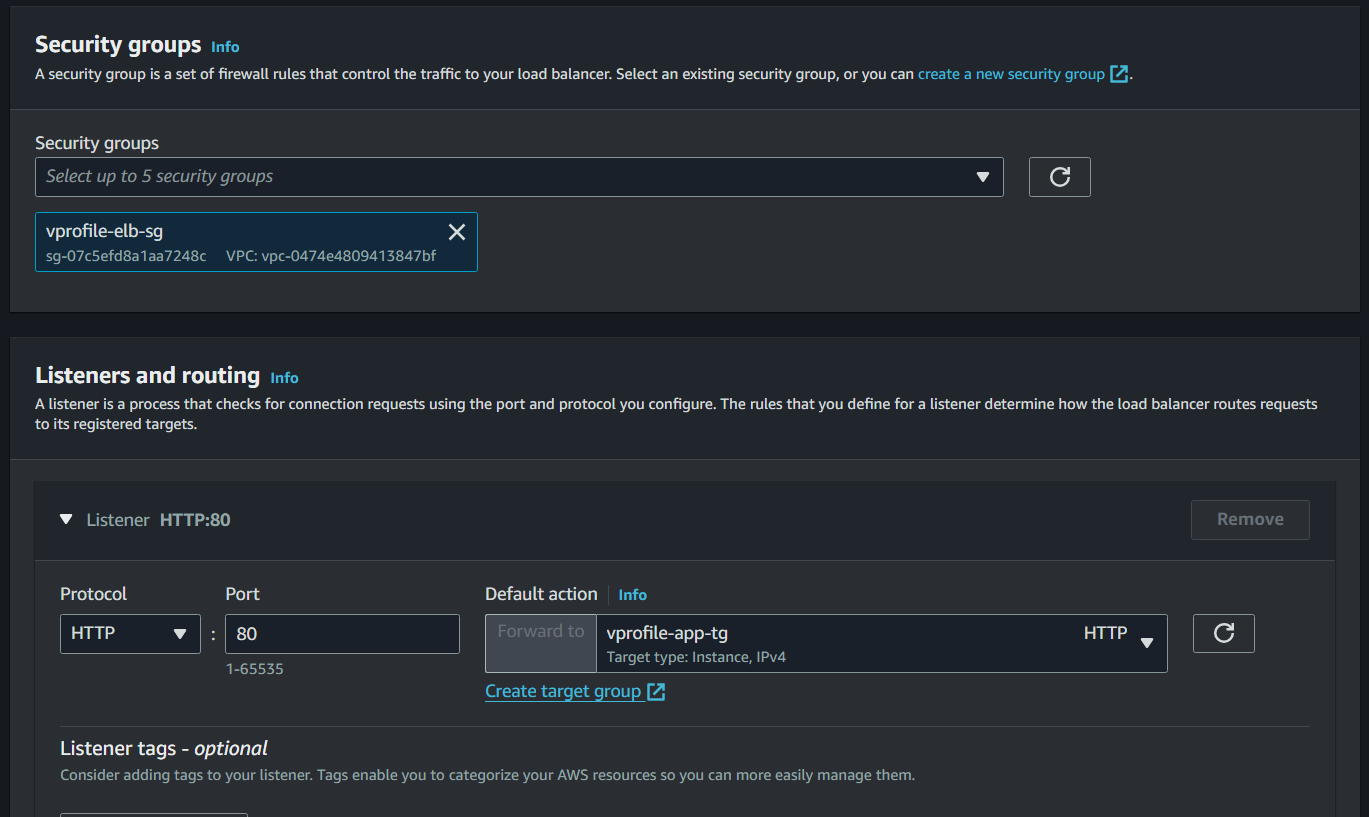 Security groups Info
A security group is a set of firewall rules that control the traffic to your load balancer. Select an existing security group, or you can create a new security group .
Security groups
Select up to 5 security groups
vprofile-elb-sg
sg-07c5efd8a1aa7248c VPC: vpc-0474e4809413847bf
Listeners and routing Info
A listener is a process that checks for connection requests using the port and protocol you configure. The rules that you define for a listener determine how the load balancer routes requests
to its registered targets.
Listener HTTP:80
Remove
Protocol Port Default action Info
HTTP : 80 Forward to vprofile-app-tg HTTP
Target type: Instance, IPv4
1-65535
Create target group
Listener tags - optional
Consider adding tags to your listener. Tags enable you to categorize your AWS resources so you can more easily manage them.